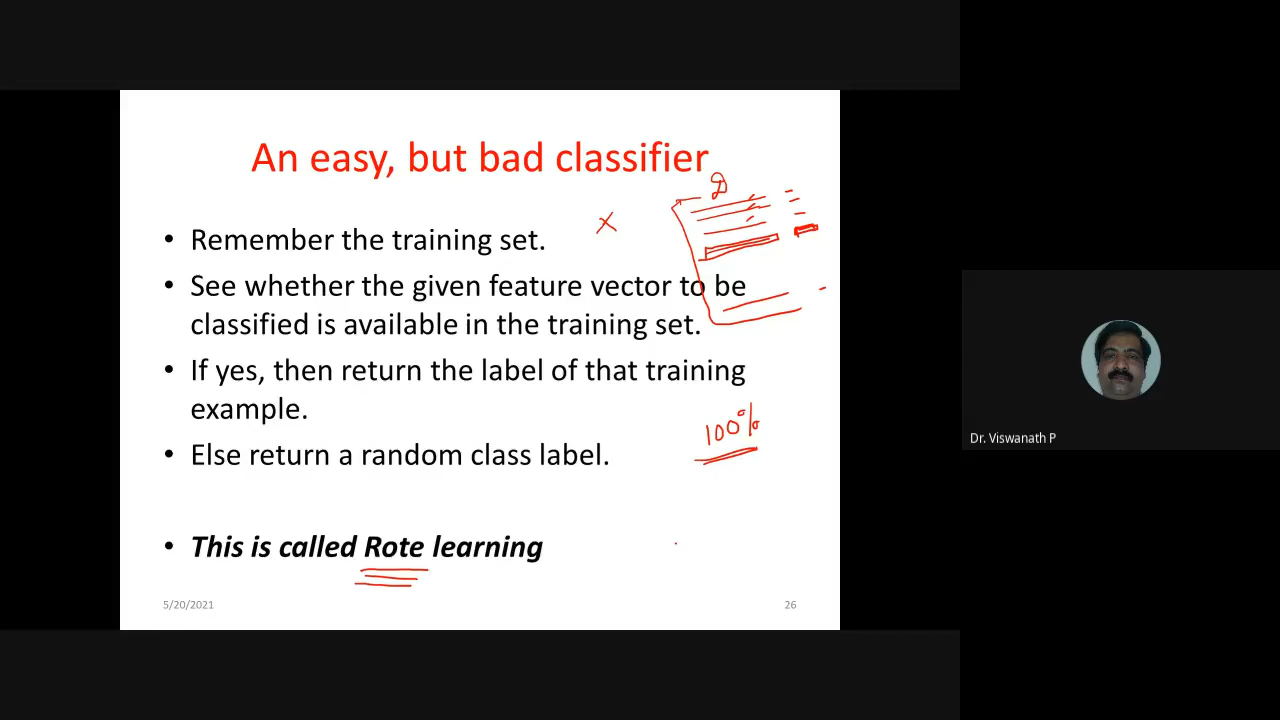 An easy, but bad classifier
D
X
• Remember the training set.
• See whether the given feature vector to be
classified is available in the training set.
• If yes, then return the label of that training
example.
100%
• Else return a random class label.
• This is called Rote learning
5/20/2021
26
Dr. Viswanath P